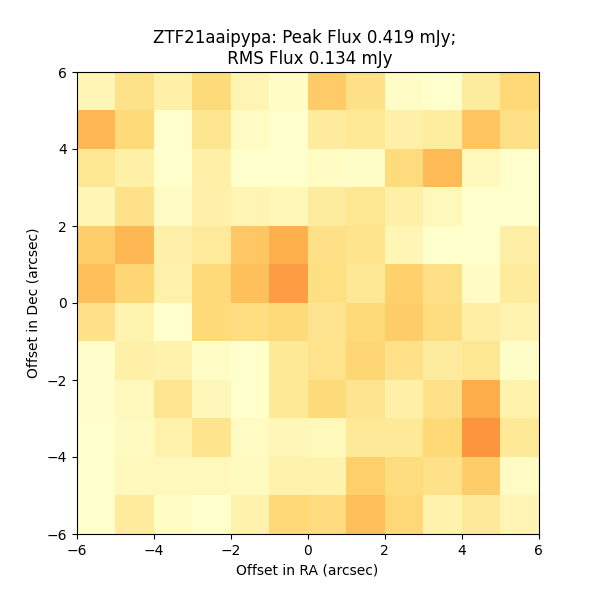 ZTF21aaipypa: Peak Flux 0.419 mJy;
RMS Flux 0.134 mJy
6
4
2
0
−2
−4
−6
Offset in Dec (arcsec)
−6 −4 −2 0 2 4 6
Offset in RA (arcsec)